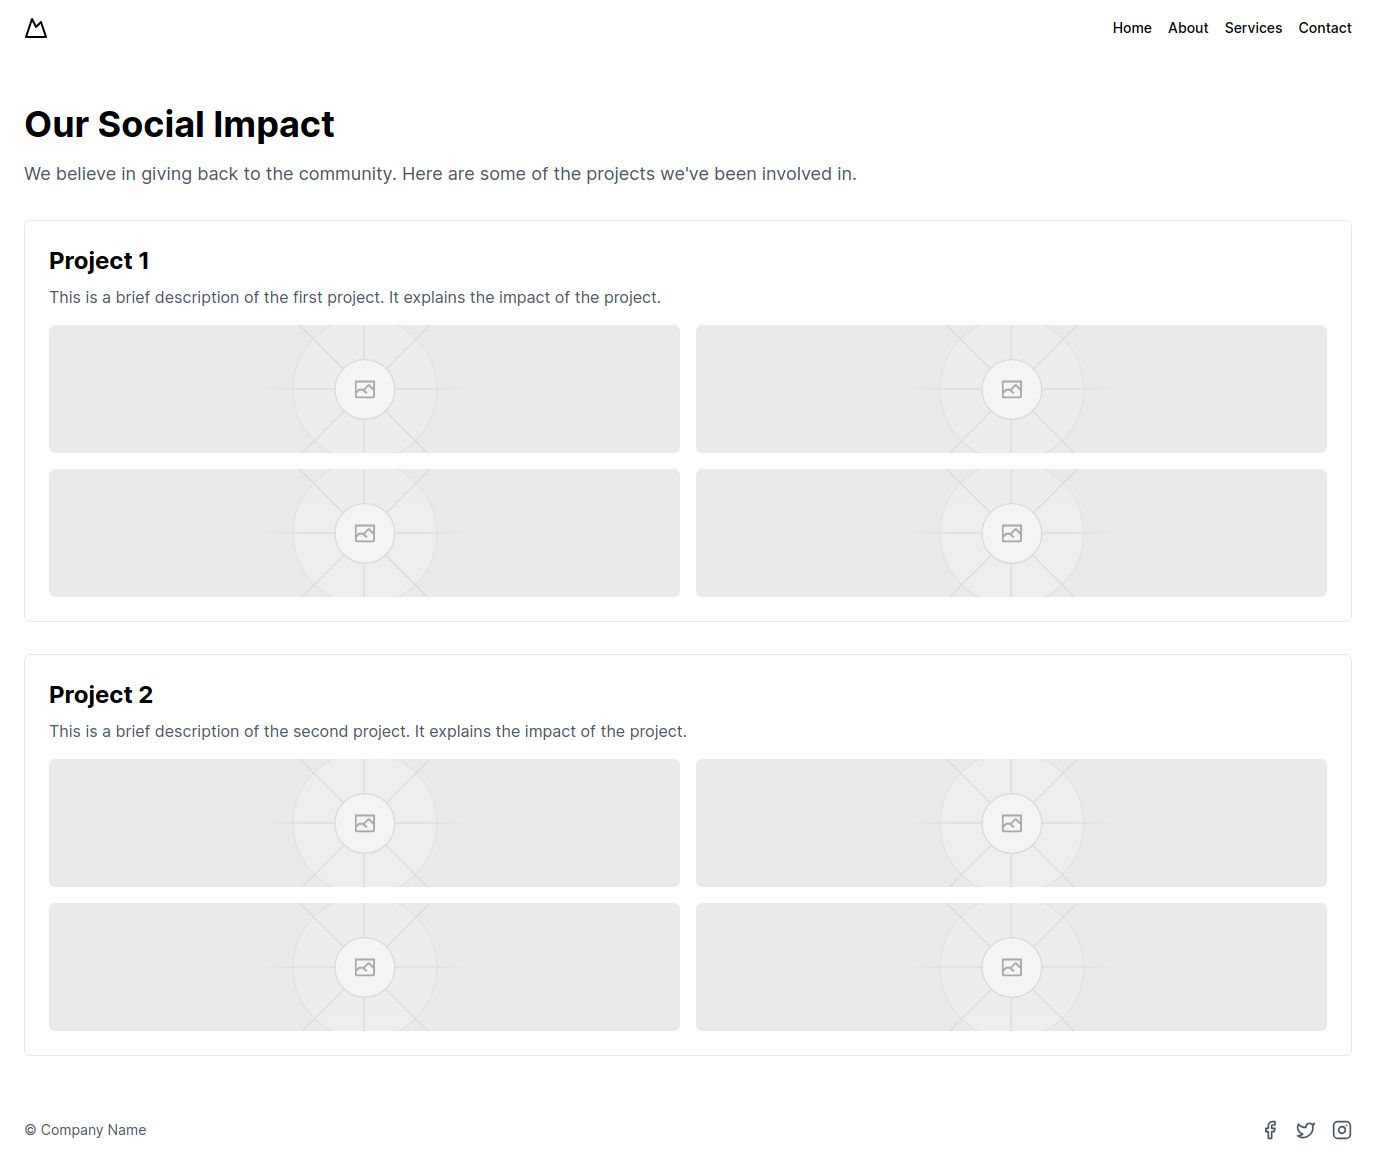 Home About Services Contact
Our Social Impact
We believe in giving back to the community. Here are some of the projects we've been involved in.
Project 1
This is a brief description of the first project. It explains the impact of the project.
Project 2
This is a brief description of the second project. It explains the impact of the project.
© Company Name